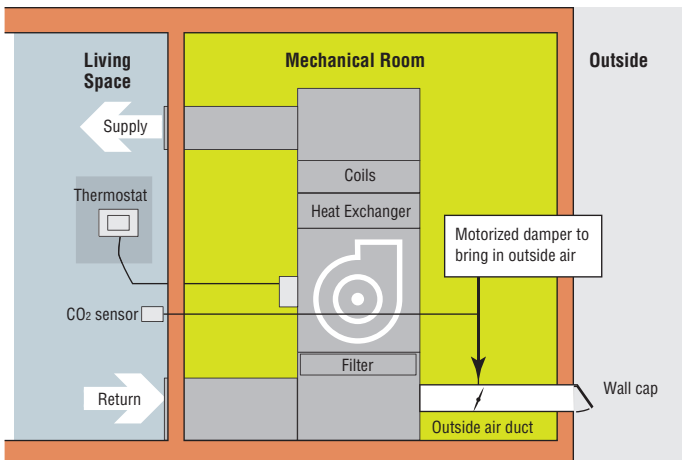 Living
Space
Mechanical Room
Outside
Supply
Coils
Thermostat
Heat Exchanger
Motorized damper to
bring in outside air
CO₂ sensor
Filter
Return
Wall cap
Outside air duct